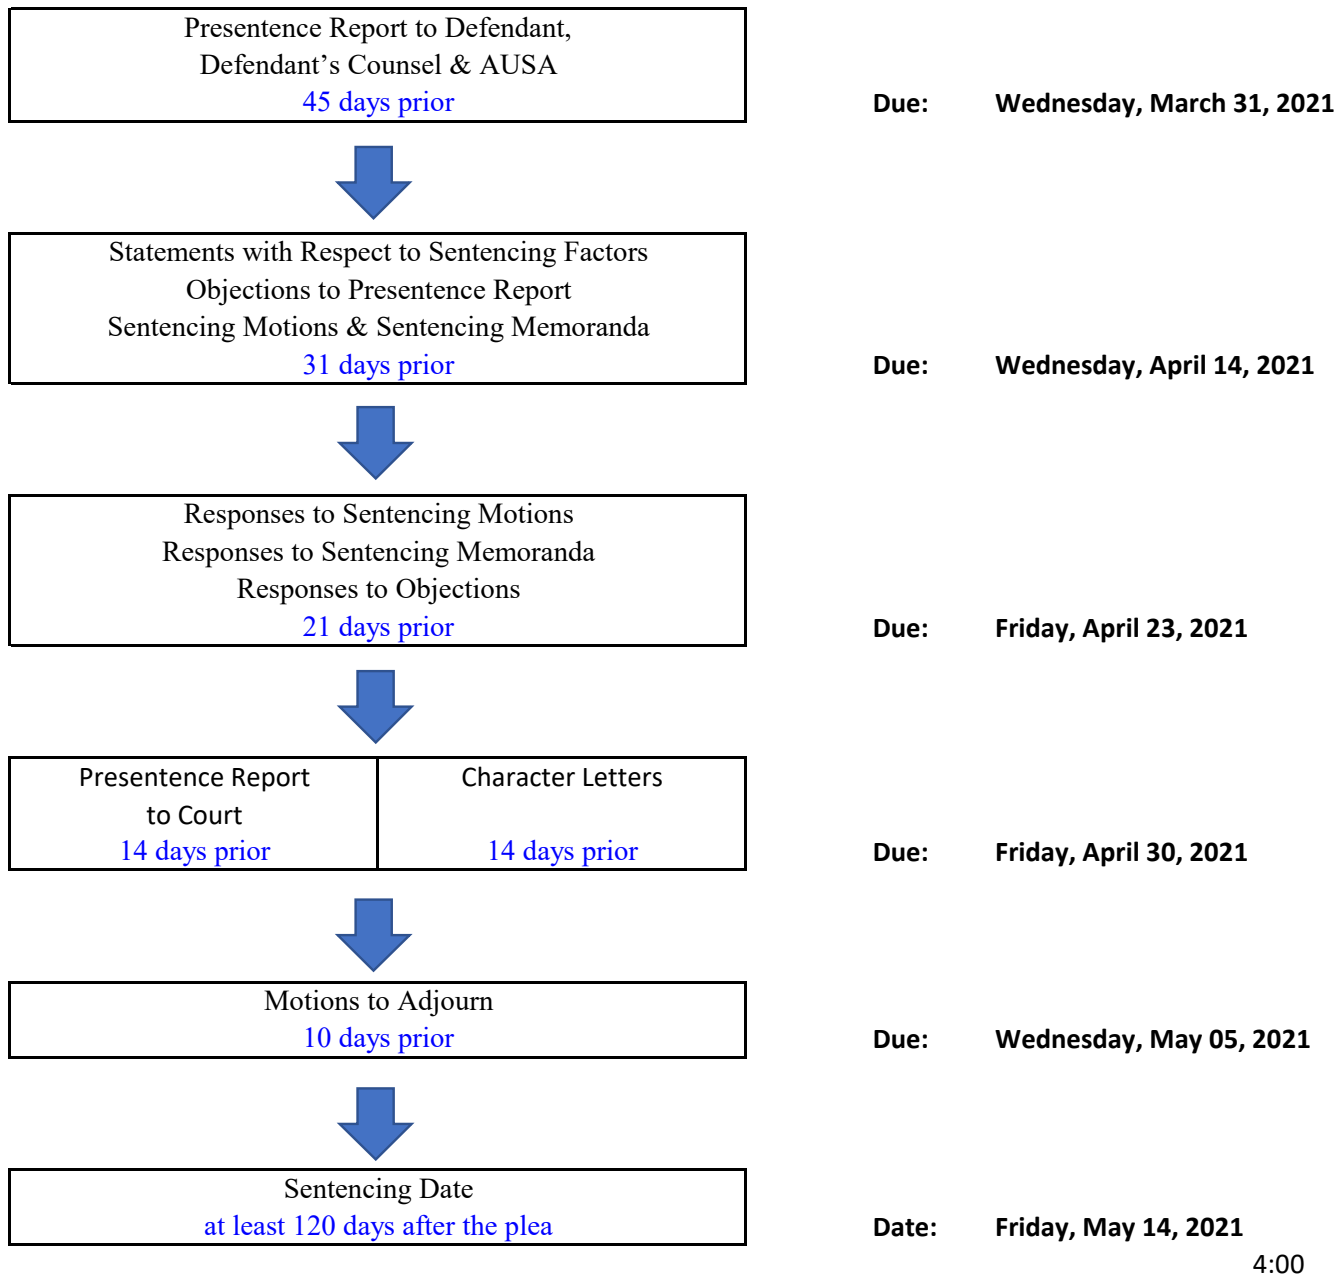 Presentence Report to Defendant,
Defendant's Counsel & AUSA
45 days prior
Due: Wednesday, March 31, 2021
Statements with Respect to Sentencing Factors
Objections to Presentence Report
Sentencing Motions & Sentencing Memoranda
31 days prior
Due: Wednesday, April 14, 2021
Responses to Sentencing Motions
Responses to Sentencing Memoranda
Responses to Objections
21 days prior
Due: Friday, April 23, 2021
Presentence Report
to Court
14 days prior
Character Letters
14 days prior
Due: Friday, April 30, 2021
Motions to Adjourn
10 days prior
Due: Wednesday, May 05, 2021
Sentencing Date
at least 120 days after the plea
Date: Friday, May 14, 2021
4:00